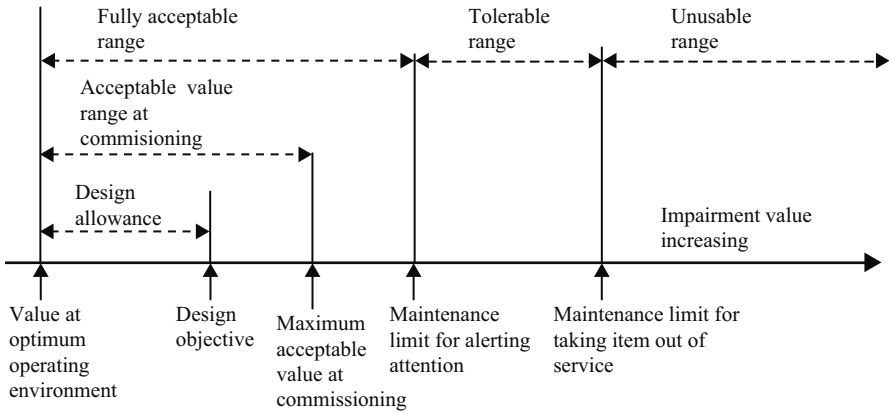 Fully acceptable
range
Tolerable
range
Unusable
range
Acceptable value
range at
commisioning
Design
allowance
Impairment value
increasing
Value at
optimum
operating
environment
Design
objective
Maximum
acceptable
value at
commissioning
Maintenance
limit for alerting
attention
Maintenance limit for
taking item out of
service